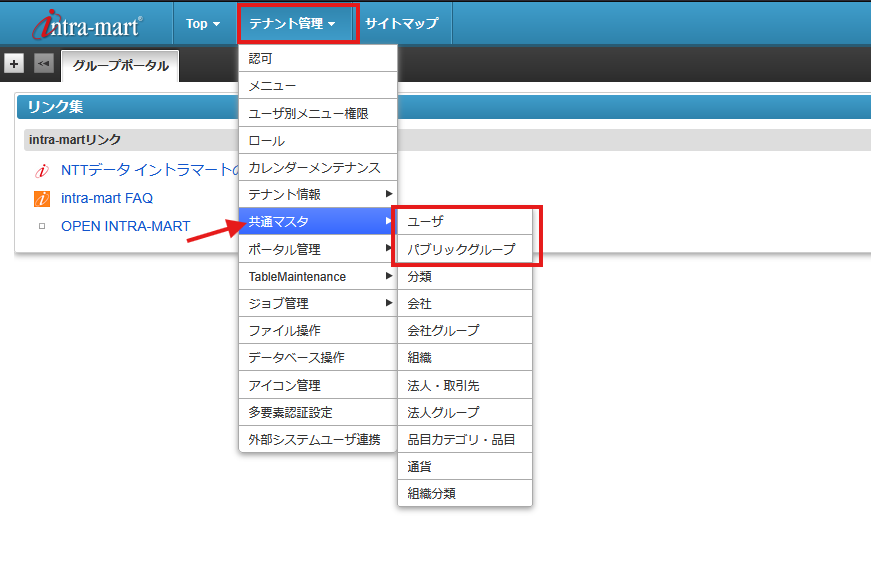 intra-mart®
Top
テナント管理
サイトマップ
グループポータル
リンク集
intra-martリンク
NTTデータ イントラマートの
intra-mart FAQ
OPEN INTRA-MART
認可
メニュー
ユーザ別メニュー権限
ロール
カレンダーメンテナンス
テナント情報
共通マスタ
ポータル管理
TableMaintenance
ジョブ管理
ファイル操作
データベース操作
アイコン管理
多要素認証設定
外部システムユーザ連携
ユーザ
パブリックグループ
分類
会社
会社グループ
組織
法人・取引先
法人グループ
品目カテゴリ・品目
通貨
組織分類